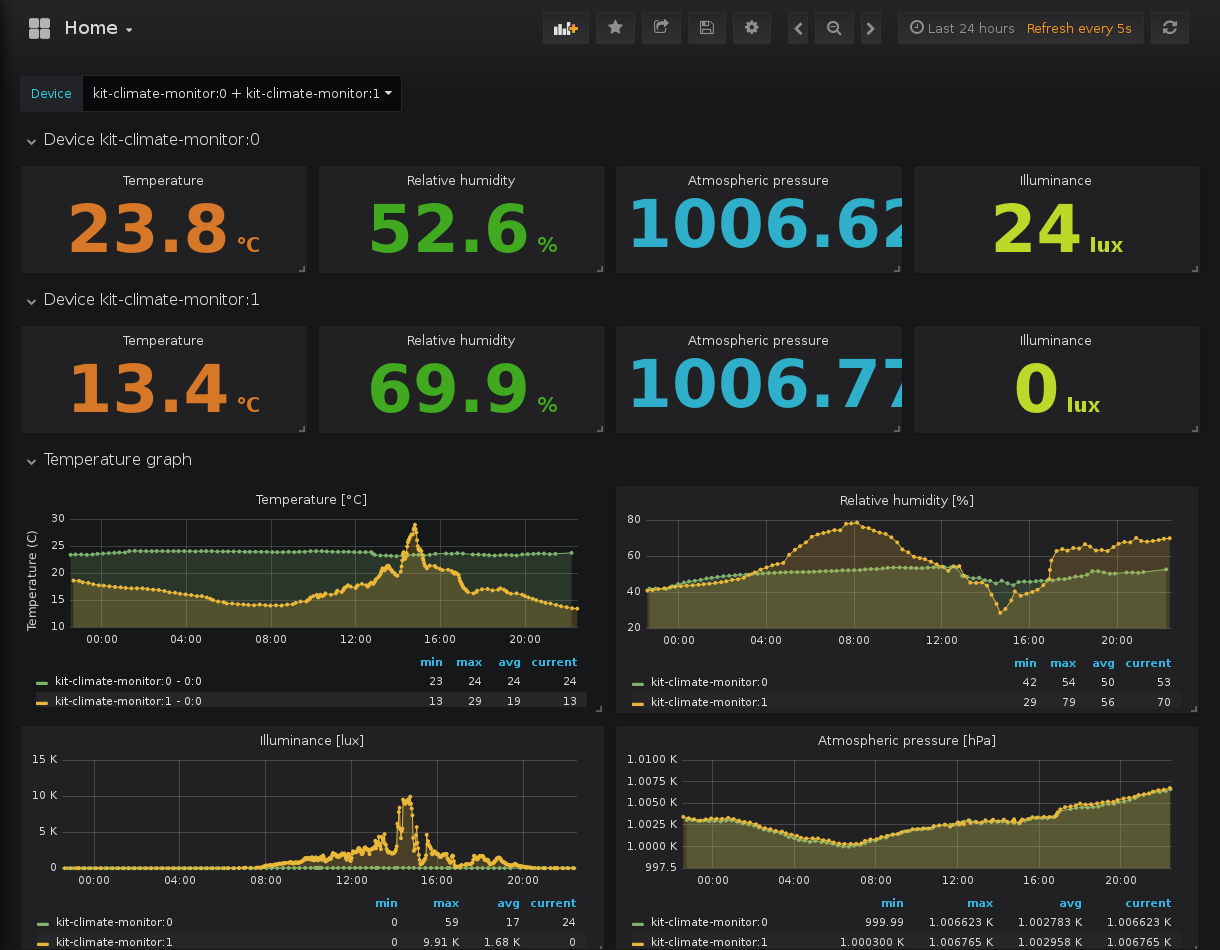 Home
Last 24 hours Refresh every 5s
Device kit-climate-monitor:0 + kit-climate-monitor:1
Device kit-climate-monitor:0
Temperature Relative humidity Atmospheric pressure Illuminance
23.8 °C 52.6 % 1006.62 24 lux
Device kit-climate-monitor:1
Temperature Relative humidity Atmospheric pressure Illuminance
13.4 °C 69.9 % 1006.77 0 lux
Temperature graph
Temperature [°C]
Temperature (C)
30
25
20
15
10
00:00 04:00 08:00 12:00 16:00 20:00
min max avg current
kit-climate-monitor:0 - 0:0 23 24 24 24
kit-climate-monitor:1 - 0:0 13 29 19 13
Relative humidity [%]
80
60
40
20
00:00 04:00 08:00 12:00 16:00 20:00
min max avg current
kit-climate-monitor:0 42 54 50 53
kit-climate-monitor:1 29 79 56 70
Illuminance [lux]
15 K
10 K
5 K
0
00:00 04:00 08:00 12:00 16:00 20:00
min max avg current
kit-climate-monitor:0 0 59 17 24
kit-climate-monitor:1 0 9.91 K 1.68 K 0
Atmospheric pressure [hPa]
1.0100 K
1.0075 K
1.0050 K
1.0025 K
1.0000 K
997.5
00:00 04:00 08:00 12:00 16:00 20:00
min max avg current
kit-climate-monitor:0 999.99 1.006623 K 1.002783 K 1.006623 K
kit-climate-monitor:1 1.000300 K 1.006765 K 1.002958 K 1.006765 K